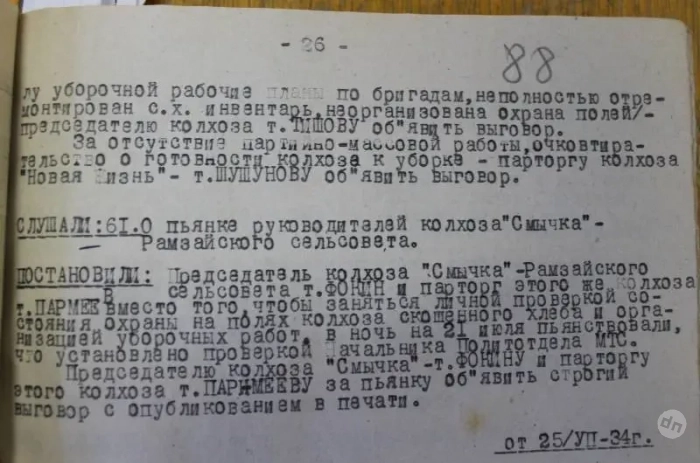 - 26 -
88
лу уборочной рабочие планы по бригадам,неполностью отре-
монтирован с.х. инвентарь,неорганизована охрана полей/-
председателю колхоза т.ТИШОВУ об"явить выговор.
За отсутствие партийно-массовой работы,очковтира-
тельство о готовности колхоза к уборке - парторгу колхоза
"Новая Жизнь"- т.ШУШУНОВУ об"явить выговор.
СЛУШАЛИ:61.О пьянке руководителей колхоза"Смычка"-
Рамзайского сельсовета.
ПОСТАНОВИЛИ: Председатель колхоза "Смычка"-Рамзайского
сельсовета т.ФОНИН и парторг этого же колхоза
т.ПАРМЕЕВ вместо того,чтобы заняться личной проверкой со-
стояния охраны на полях колхоза скошенного хлеба и орга-
низацией уборочных работ, в ночь на 21 июля пьянствовали,
что установлено проверкой Начальника Политотдела МТС.
Председателю колхоза "Смычка"-т.ФОНИНУ и парторгу
этого колхоза т.ПАРМЕЕВУ за пьянку об"явить строгий
выговор с опубликованием в печати.
от 25/УП-34г.
dn